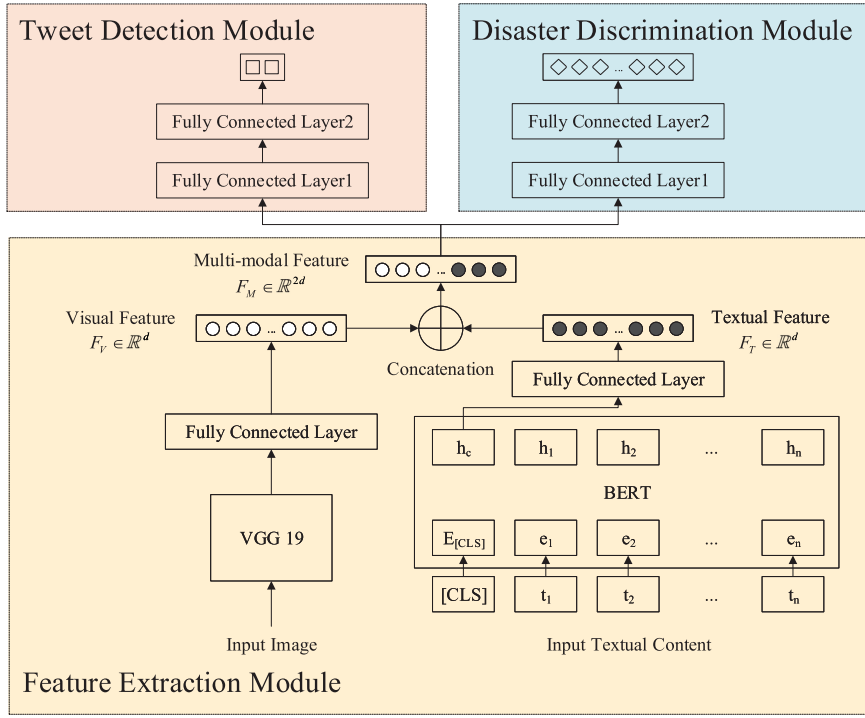 Tweet Detection Module
Fully Connected Layer2
Fully Connected Layer1
Disaster Discrimination Module
...
Fully Connected Layer2
Fully Connected Layer1
Multi-modal Feature
F_M ∈ ℝ^{2d}
...
Visual Feature
F_V ∈ ℝ^d
...
Concatenation
...
Textual Feature
F_T ∈ ℝ^d
Fully Connected Layer
Fully Connected Layer
VGG 19
Input Image
h_c h_1 h_2 ... h_n
BERT
E_[CLS] e_1 e_2 ... e_n
[CLS] t_1 t_2 ... t_n
Input Textual Content
Feature Extraction Module